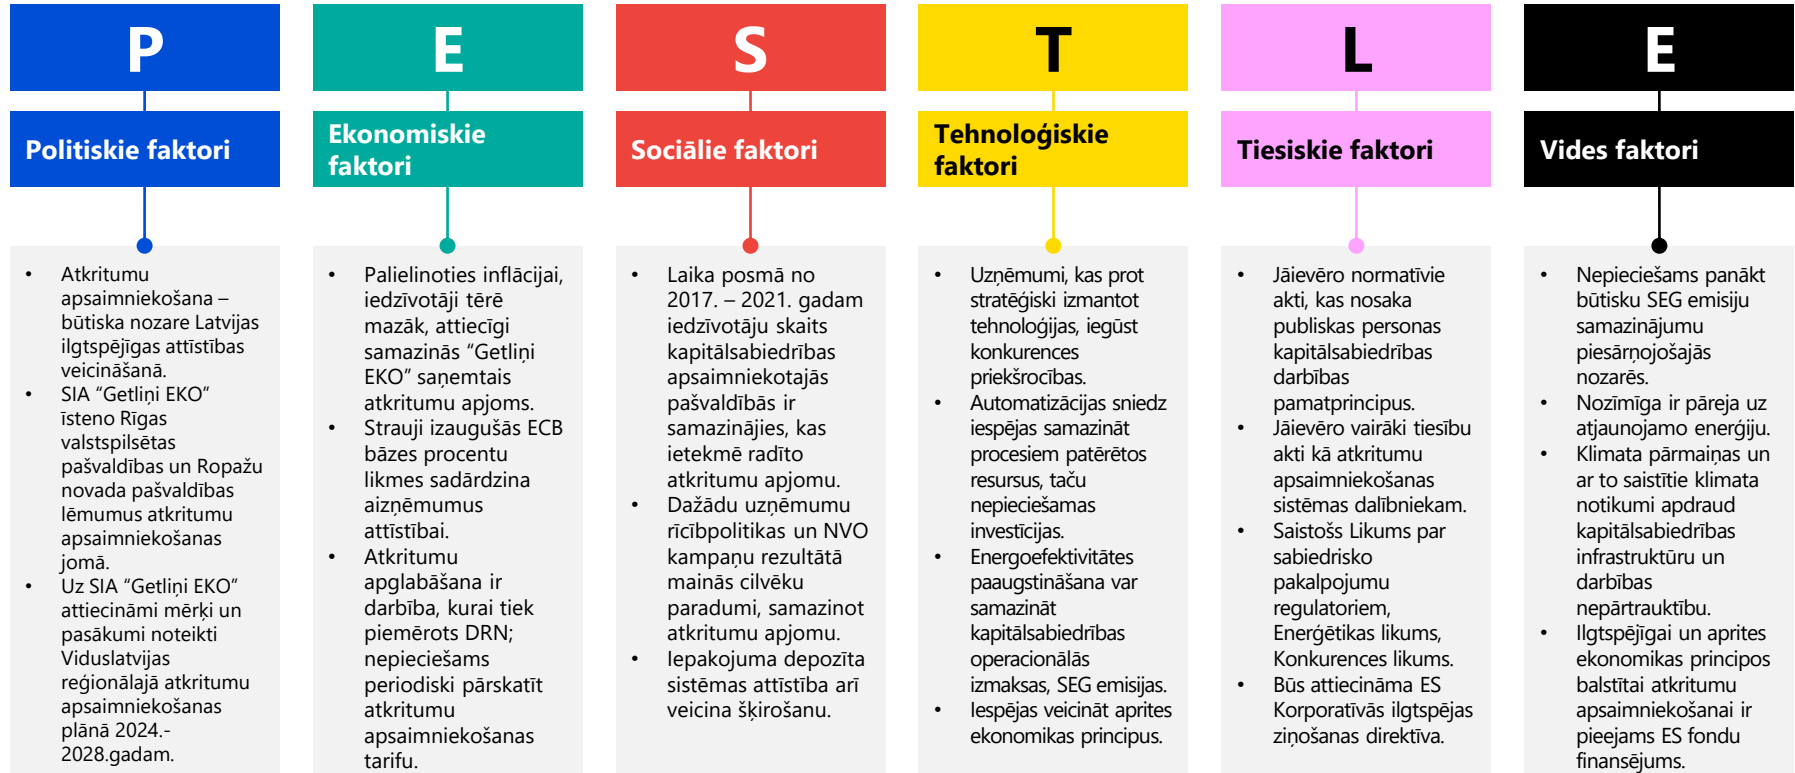 P
Politiskie faktori
• Atkritumu
apsaimniekošana –
būtiska nozare Latvijas
ilgtspējīgas attīstības
veicināšanā.
• SIA “Getliņi EKO”
īsteno Rīgas
valstspilsētas
pašvaldības un Ropažu
novada pašvaldības
lēmumus atkritumu
apsaimniekošanas
jomā.
• Uz SIA “Getliņi EKO”
attiecināmi mērķi un
pasākumi noteikti
Viduslatvijas
reģionālajā atkritumu
apsaimniekošanas
plānā 2024.-
2028.gadam.
E
Ekonomiskie
faktori
• Palielinoties inflācijai,
iedzīvotāji tērē
mazāk, attiecīgi
samazinās “Getliņi
EKO” saņemtais
atkritumu apjoms.
• Strauji izaugušās ECB
bāzes procentu
likmes sadārdzina
aizņēmumus
attīstībai.
• Atkritumu
apglabāšana ir
darbība, kurai tiek
piemērots DRN;
nepieciešams
periodiski pārskatīt
atkritumu
apsaimniekošanas
tarifu.
S
Sociālie faktori
• Laika posmā no
2017. – 2021. gadam
iedzīvotāju skaits
kapitālsabiedrības
apsaimniekotajās
pašvaldībās ir
samazinājies, kas
ietekmē radīto
atkritumu apjomu.
• Dažādu uzņēmumu
rīcībpolitikas un NVO
kampaņu rezultātā
mainās cilvēku
paradumi, samazinot
atkritumu apjomu.
• Iepakojuma depozīta
sistēmas attīstība arī
veicina šķirošanu.
T
Tehnoloģiskie
faktori
• Uzņēmumi, kas prot
stratēģiski izmantot
tehnoloģijas, iegūst
konkurences
priekšrocības.
• Automatizācijas sniedz
iespējas samazināt
procesiem patērētos
resursus, taču
nepieciešamas
investīcijas.
• Energoefektivitātes
paaugstināšana var
samazināt
kapitālsabiedrības
operacionālās
izmaksas, SEG emisijas.
• Iespējas veicināt aprites
ekonomikas principus.
L
Tiesiskie faktori
• Jāievēro normatīvie
akti, kas nosaka
publiskas personas
kapitālsabiedrības
darbības
pamatprincipus.
• Jāievēro vairāki tiesību
akti kā atkritumu
apsaimniekošanas
sistēmas dalībniekam.
• Saistošs Likums par
sabiedrisko
pakalpojumu
regulatoriem,
Enerģētikas likums,
Konkurences likums.
• Būs attiecināma ES
Korporatīvās ilgtspējas
ziņošanas direktīva.
E
Vides faktori
• Nepieciešams panākt
būtisku SEG emisiju
samazinājumu
piesārņojošajās
nozarēs.
• Nozīmīga ir pāreja uz
atjaunojamo enerģiju.
• Klimata pārmaiņas un
ar to saistītie klimata
notikumi apdraud
kapitālsabiedrības
infrastruktūru un
darbības
nepārtrauktību.
• Ilgtspējīgai un aprites
ekonomikas principos
balstītai atkritumu
apsaimniekošanai ir
pieejams ES fondu
finansējums.